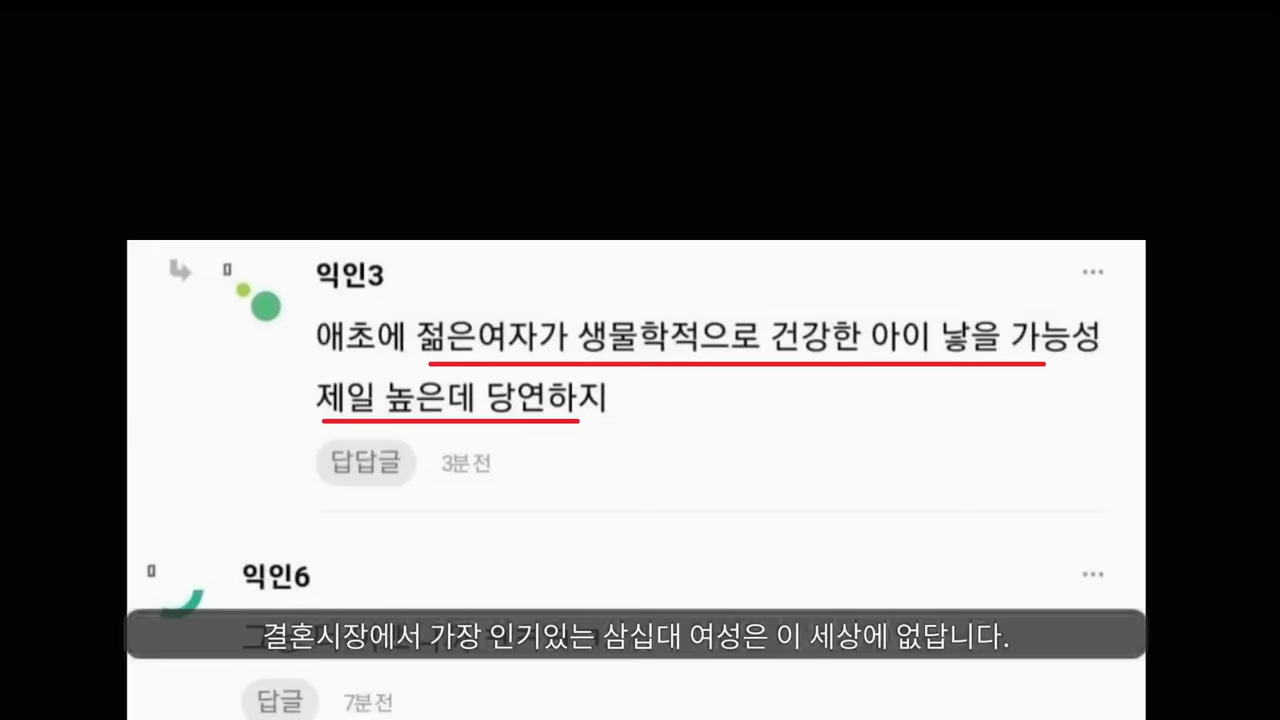 익인3
애초에 젊은여자가 생물학적으로 건강한 아이 낳을 가능성
제일 높은데 당연하지
답답글 3분전
익인6
결혼시장에서 가장 인기있는 삼십대 여성은 이 세상에 없답니다.
답글 7분전